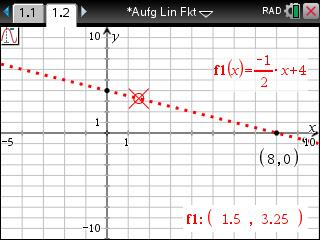 1.1 1.2 *Aufg Lin Fkt RAD
10 y
f1(x)=-1/2·x+4
1
x
-5 1 10
(8,0)
-10
f1: ( 1.5 , 3.25 )